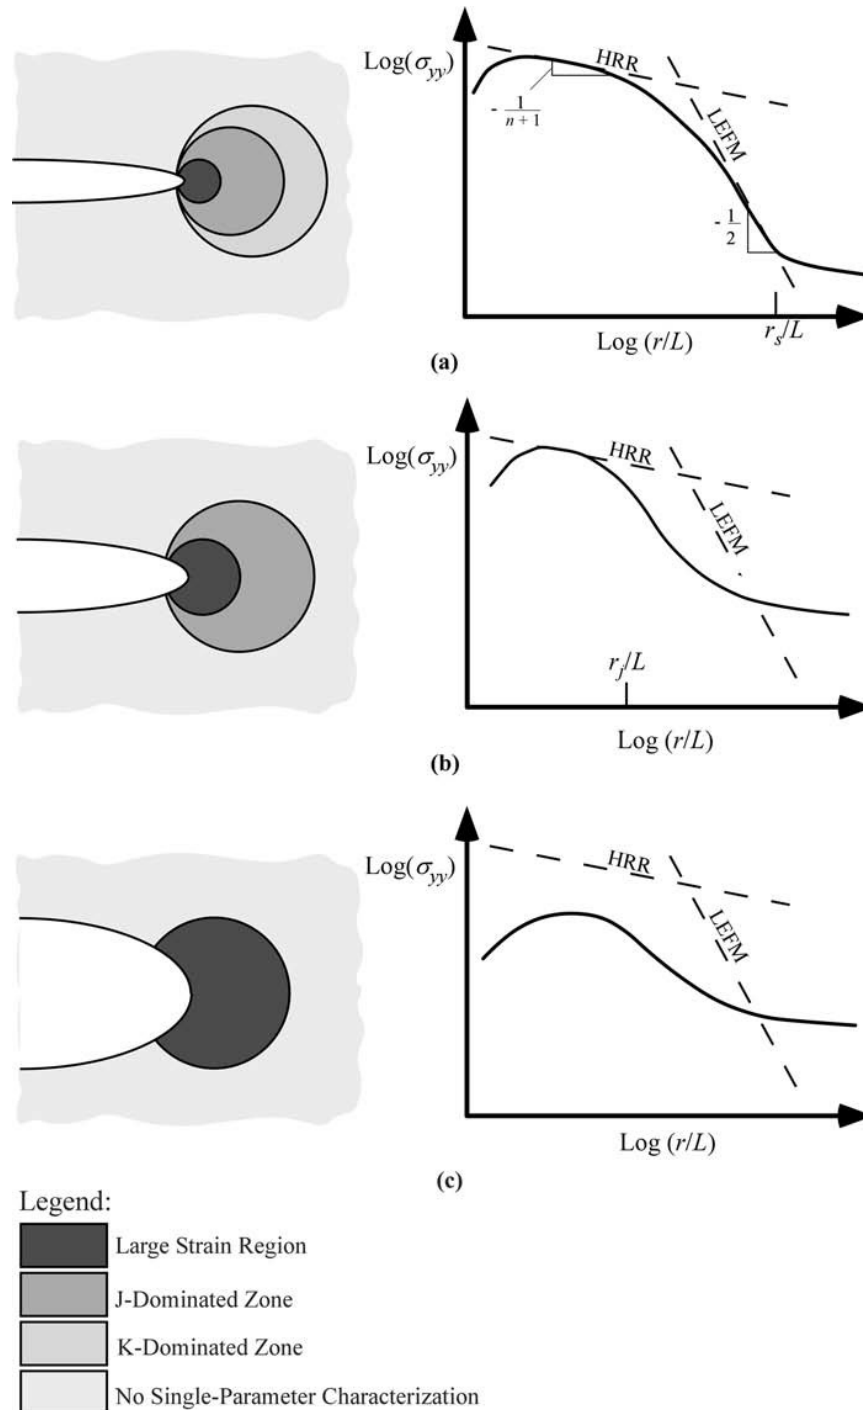 Log(σyy)
HRR
- 1/(n + 1)
LEFM
- 1/2
rs/L
Log (r/L)
(a)
Log(σyy)
HRR
LEFM
rj/L
Log (r/L)
(b)
Log(σyy)
HRR
LEFM
Log (r/L)
(c)
Legend:
Large Strain Region
J-Dominated Zone
K-Dominated Zone
No Single-Parameter Characterization